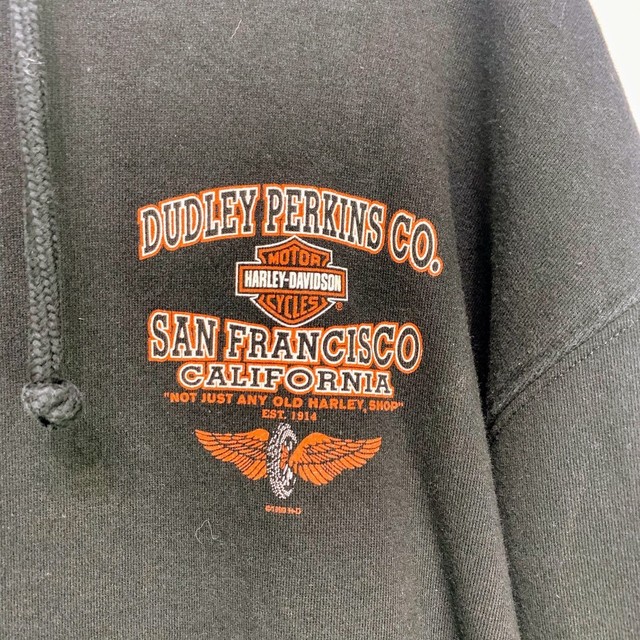 DUDLEY PERKINS CO.
MOTOR
HARLEY-DAVIDSON
CYCLES
®
SAN FRANCISCO
CALIFORNIA
"NOT JUST ANY OLD HARLEY SHOP"
EST. 1914